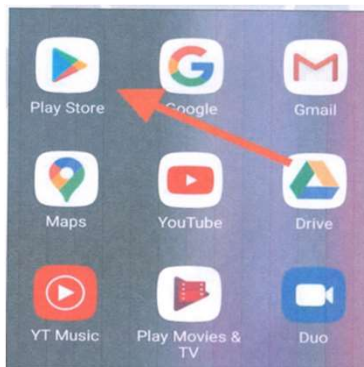 Play Store
Google
Gmail
Maps
YouTube
Drive
YT Music
Play Movies &
TV
Duo